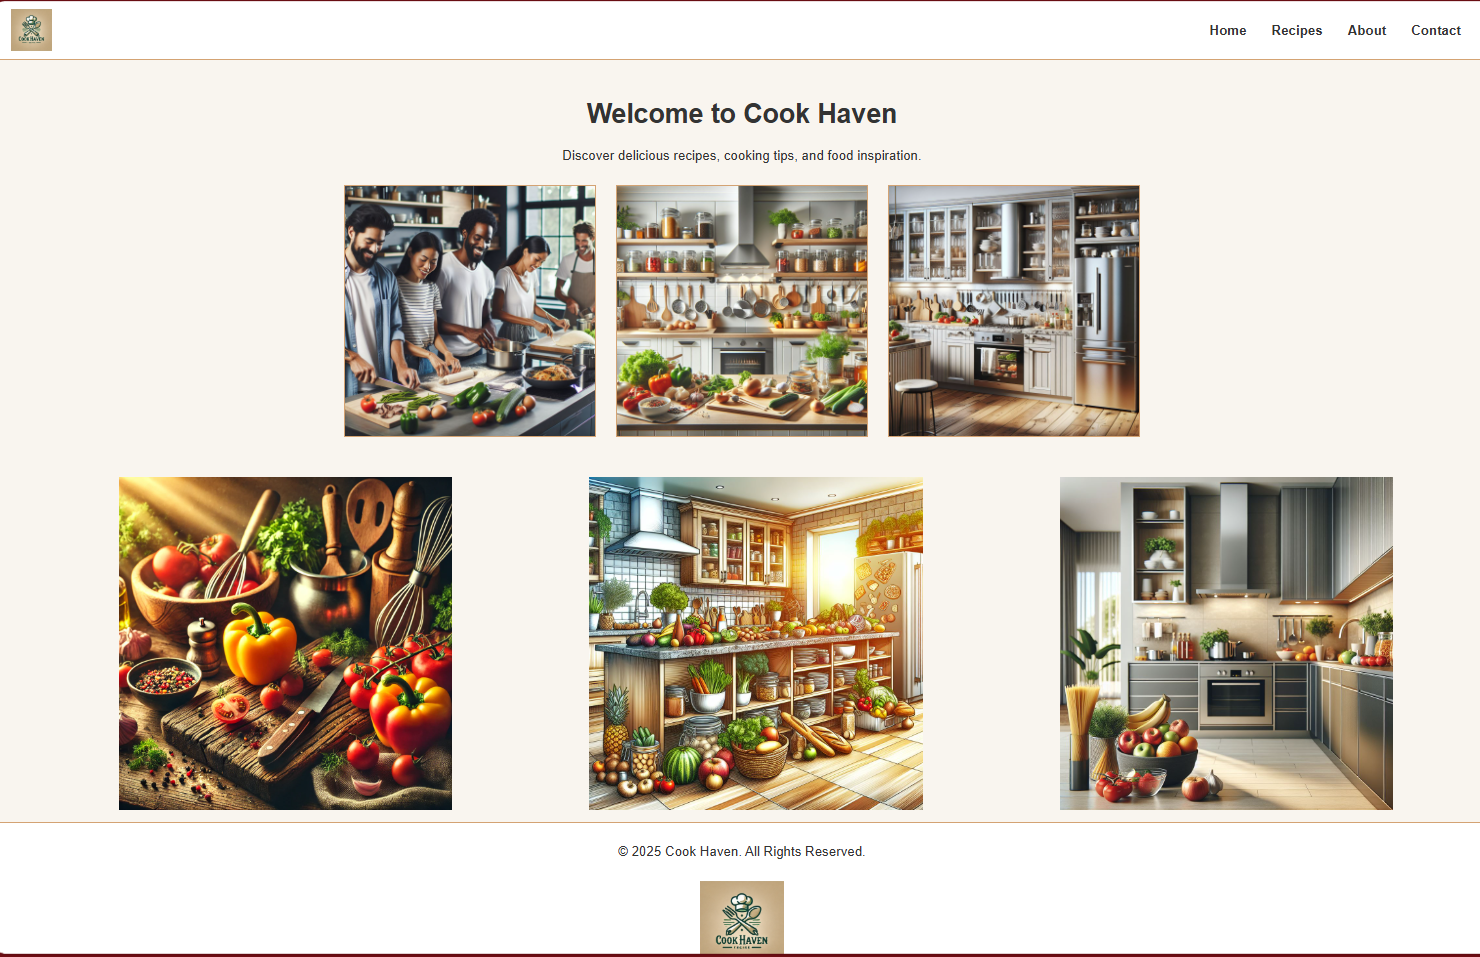 COOK HAVEN
Home Recipes About Contact
Welcome to Cook Haven
Discover delicious recipes, cooking tips, and food inspiration.
© 2025 Cook Haven. All Rights Reserved.
COOK HAVEN